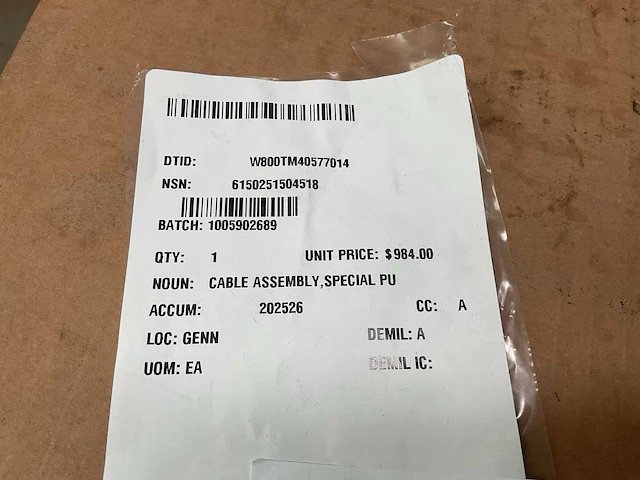 DTID: W800TM40577014
NSN: 6150251504518
BATCH: 1005902689
QTY: 1 UNIT PRICE: $984.00
NOUN: CABLE ASSEMBLY,SPECIAL PU
ACCUM: 202526 CC: A
LOC: GENN DEMIL: A
UOM: EA DEMIL IC: